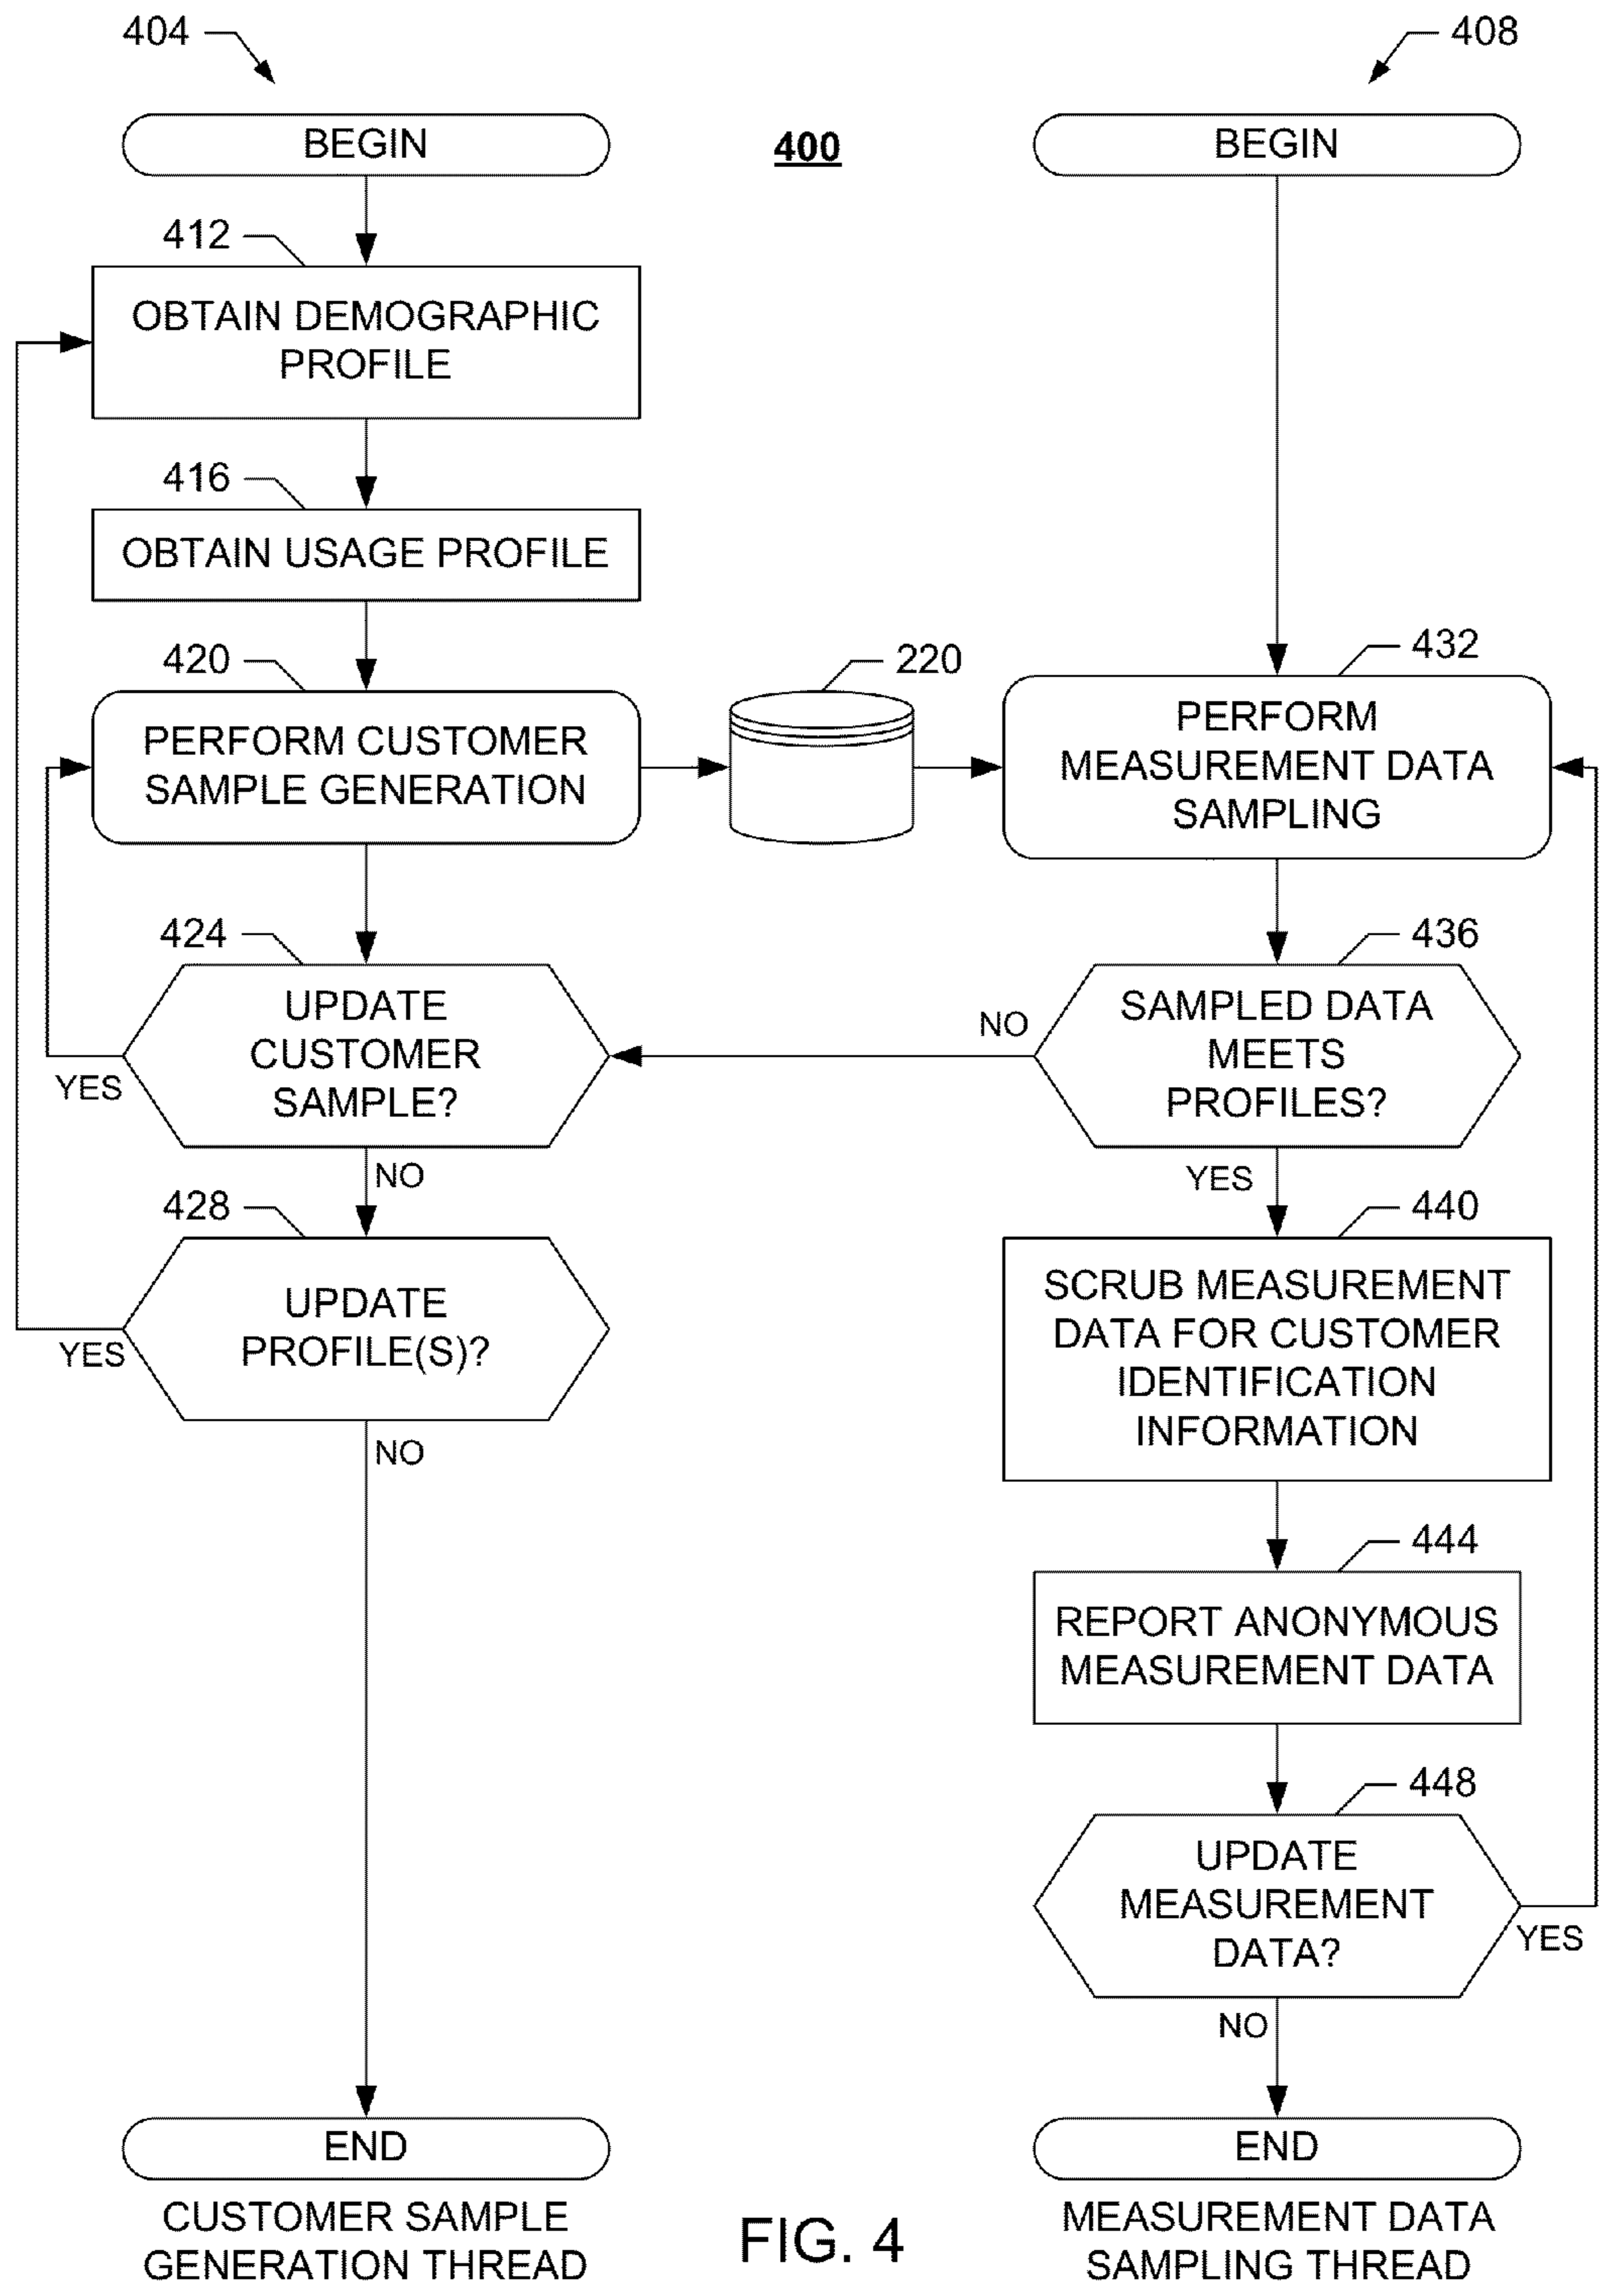 404
408
BEGIN
400
BEGIN
412
OBTAIN DEMOGRAPHIC
PROFILE
416
OBTAIN USAGE PROFILE
420
PERFORM CUSTOMER
SAMPLE GENERATION
220
432
PERFORM
MEASUREMENT DATA
SAMPLING
424
UPDATE
CUSTOMER
SAMPLE?
YES
NO
436
SAMPLED DATA
MEETS
PROFILES?
NO
YES
428
UPDATE
PROFILE(S)?
YES
NO
440
SCRUB MEASUREMENT
DATA FOR CUSTOMER
IDENTIFICATION
INFORMATION
444
REPORT ANONYMOUS
MEASUREMENT DATA
448
UPDATE
MEASUREMENT
DATA?
YES
NO
END
END
CUSTOMER SAMPLE
GENERATION THREAD
FIG. 4
MEASUREMENT DATA
SAMPLING THREAD